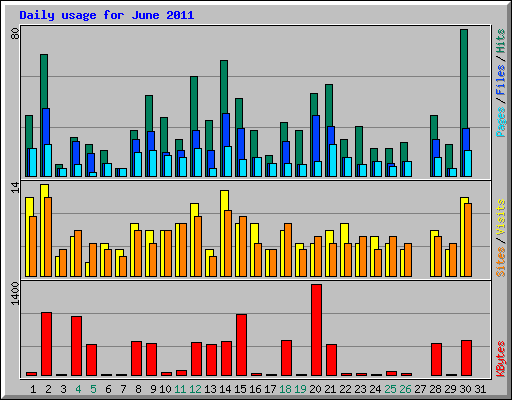 Daily usage for June 2011
80
Pages / Files / Hits
14
Sites / Visits
1400
KBytes
1 2 3 4 5 6 7 8 9 10 11 12 13 14 15 16 17 18 19 20 21 22 23 24 25 26 27 28 29 30 31